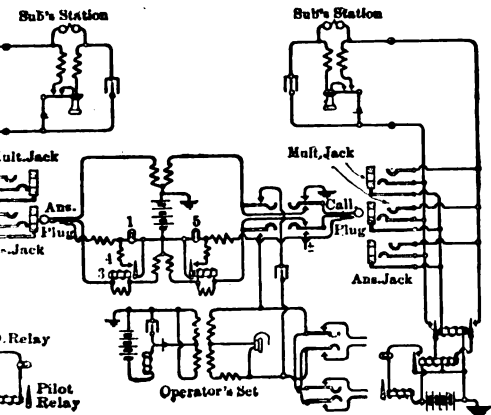 Sub's Station
Sub's Station
ult.Jack
Mult.Jack
Ans.
Plug
1
5
Call
Plug
4
3
s.Jack
Ans.Jack
. Relay
Operator's Set
Pilot
Relay